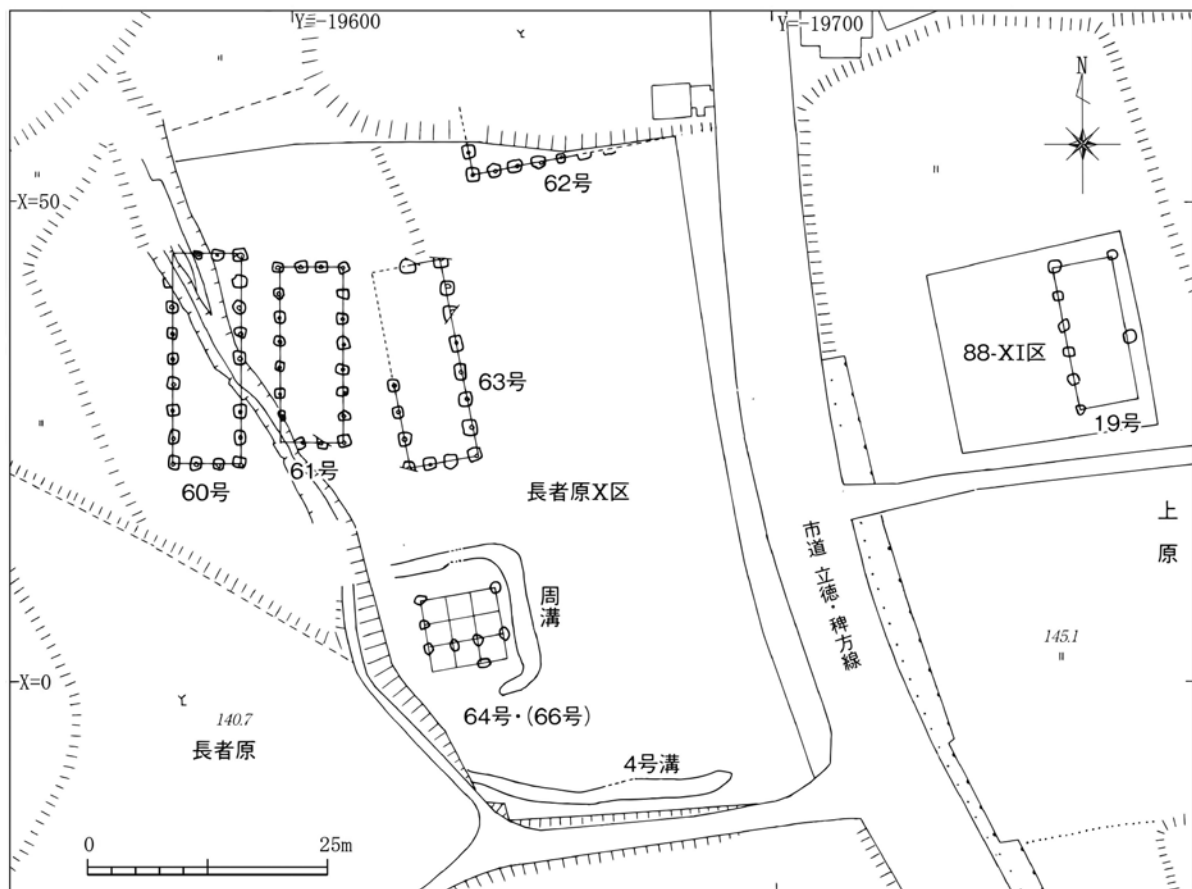 Y=-19600
Y=-19700
N
X=50
62号
63号
88-XI区
19号
60号
61号
長者原X区
上原
周溝
市道 立徳・稗方線
145.1
X=0
64号・(66号)
140.7
長者原
4号溝
0
25m